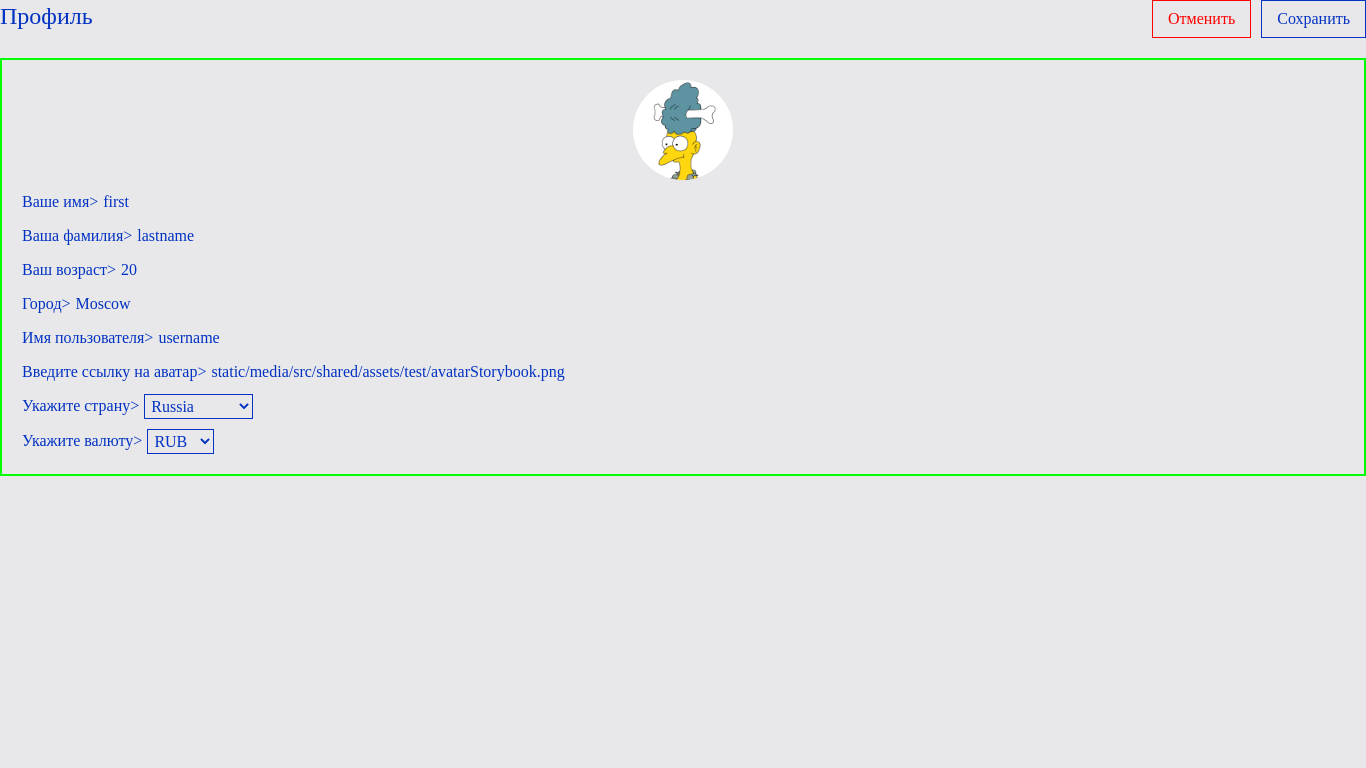 Профиль
Отменить
Сохранить
Ваше имя> first
Ваша фамилия> lastname
Ваш возраст> 20
Город> Moscow
Имя пользователя> username
Введите ссылку на аватар> static/media/src/shared/assets/test/avatarStorybook.png
Укажите страну> Russia
Укажите валюту> RUB